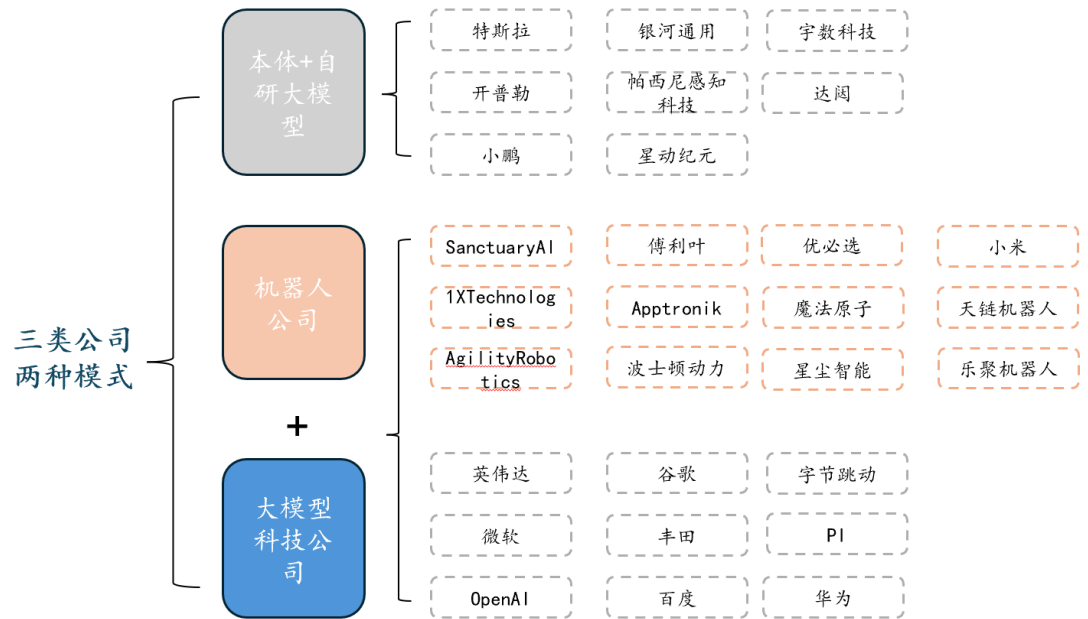 三类公司
两种模式
本体+自
研大模
型
特斯拉
银河通用
宇数科技
开普勒
帕西尼感知
科技
达闼
小鹏
星动纪元
机器人
公司
SanctuaryAI
傅利叶
优必选
小米
1XTechnolog
ies
Apptronik
魔法原子
天链机器人
AgilityRobo
tics
波士顿动力
星尘智能
乐聚机器人
+
大模型
科技公
司
英伟达
谷歌
字节跳动
微软
丰田
PI
OpenAI
百度
华为